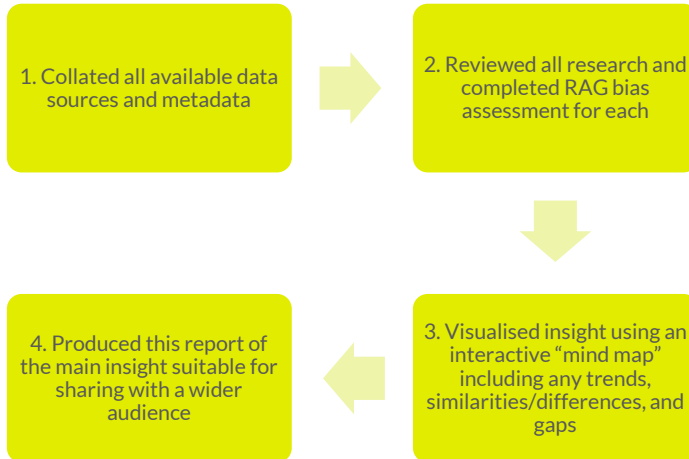 1. Collated all available data
sources and metadata
2. Reviewed all research and
completed RAG bias
assessment for each
3. Visualised insight using an
interactive “mind map”
including any trends,
similarities/differences, and
gaps
4. Produced this report of
the main insight suitable for
sharing with a wider
audience